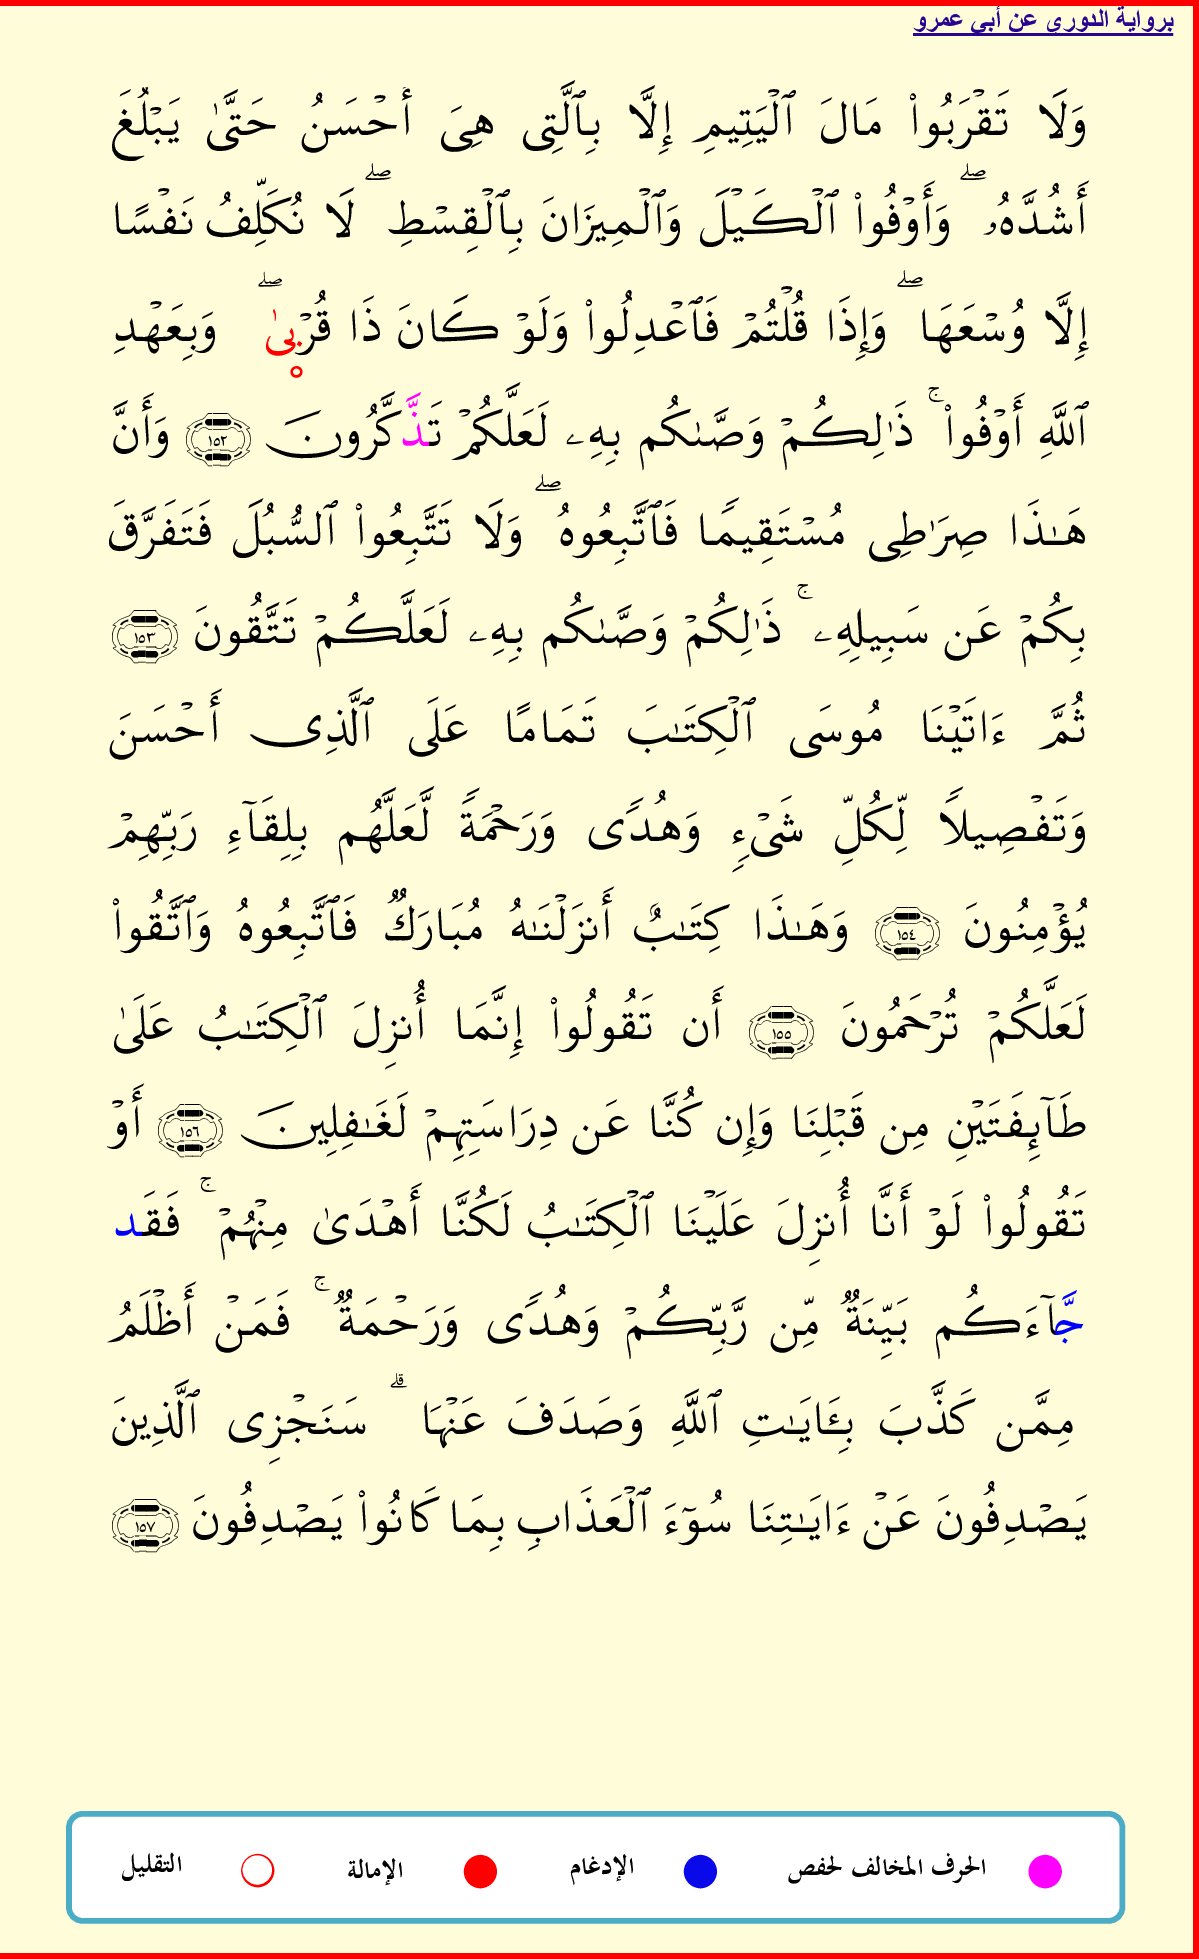 برواية الدوري عن أبي عمرو
وَلَا تَقۡرَبُواْ مَالَ ٱلۡيَتِيمِ إِلَّا بِٱلَّتِى هِىَ أَحۡسَنُ حَتَّىٰ يَبۡلُغَ
أَشُدَّهُۥۖ وَأَوۡفُواْ ٱلۡكَيۡلَ وَٱلۡمِيزَانَ بِٱلۡقِسۡطِۖ لَا نُكَلِّفُ نَفۡسًا
إِلَّا وُسۡعَهَاۖ وَإِذَا قُلۡتُمۡ فَٱعۡدِلُواْ وَلَوۡ كَانَ ذَا قُرۡبىٰۖ وَبِعَهۡدِ
ٱللَّهِ أَوۡفُواْۚ ذَٰلِكُمۡ وَصَّىٰكُم بِهِۦ لَعَلَّكُمۡ تَذَّكَّرُونَ ١٥٢ وَأَنَّ
هَـٰذَا صِرَٰطِى مُسۡتَقِيمًا فَٱتَّبِعُوهُۖ وَلَا تَتَّبِعُواْ ٱلسُّبُلَ فَتَفَرَّقَ
بِكُمۡ عَن سَبِيلِهِۦۚ ذَٰلِكُمۡ وَصَّىٰكُم بِهِۦ لَعَلَّكُمۡ تَتَّقُونَ ١٥٣
ثُمَّ ءَاتَيۡنَا مُوسَى ٱلۡكِتَـٰبَ تَمَامًا عَلَى ٱلَّذِى أَحۡسَنَ
وَتَفۡصِيلًا لِّكُلِّ شَىۡءٍ وَهُدًى وَرَحۡمَةً لَّعَلَّهُم بِلِقَآءِ رَبِّهِمۡ
يُؤۡمِنُونَ ١٥٤ وَهَـٰذَا كِتَـٰبٌ أَنزَلۡنَـٰهُ مُبَارَكٌ فَٱتَّبِعُوهُ وَٱتَّقُواْ
لَعَلَّكُمۡ تُرۡحَمُونَ ١٥٥ أَن تَقُولُواْ إِنَّمَا أُنزِلَ ٱلۡكِتَـٰبُ عَلَىٰ
طَآئِفَتَيۡنِ مِن قَبۡلِنَا وَإِن كُنَّا عَن دِرَاسَتِهِمۡ لَغَـٰفِلِينَ ١٥٦ أَوۡ
تَقُولُواْ لَوۡ أَنَّا أُنزِلَ عَلَيۡنَا ٱلۡكِتَـٰبُ لَكُنَّا أَهۡدَىٰ مِنۡهُمۡۚ فَقَد
جَّآءَكُم بَيِّنَةٌ مِّن رَّبِّكُمۡ وَهُدًى وَرَحۡمَةٌۚ فَمَنۡ أَظۡلَمُ
مِمَّن كَذَّبَ بِـَٔايَـٰتِ ٱللَّهِ وَصَدَفَ عَنۡهَاۗ سَنَجۡزِى ٱلَّذِينَ
يَصۡدِفُونَ عَنۡ ءَايَـٰتِنَا سُوٓءَ ٱلۡعَذَابِ بِمَا كَانُواْ يَصۡدِفُونَ ١٥٧
الحرف المخالف لحفص الإدغام الإمالة التقليل